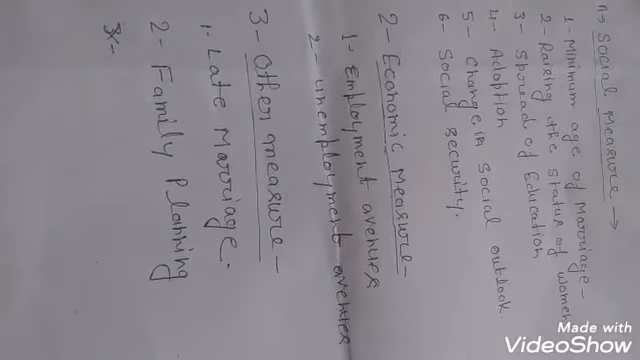 1) Social Measure →
1- Minimum age of Marriage-
2- Raising the status of women
3- Spread of Education
4- Adoption
5- Change in Social outlook.
6- Social security.
2- Economic Measure-
1- Employment avenues
2- unemployment avenues
3- Other measure-
1- Late Marriage.
2- Family Planning
3-
Made with
VideoShow